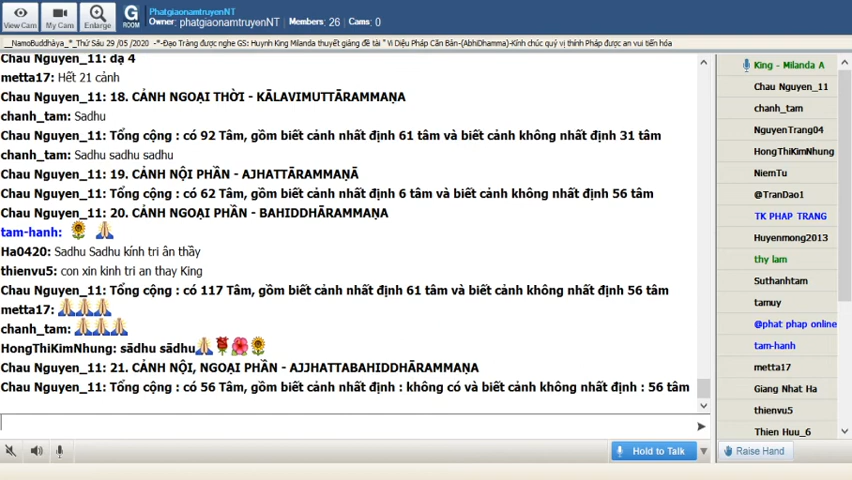 PhatgiaonamtruyenNT
Owner: phatgiaonamtruyenNT Members: 26 Cams: 0
View Cam
My Cam
Enlarge
G
ROOM
__NamoBuddhàya_*_Thứ Sáu 29 /05 /2020 -*-Đạo Tràng được nghe GS: Huynh King Milanda thuyết giảng đề tài " Vi Diệu Pháp Căn Bản-(AbhiDhamma)-Kính chúc quý vị thính Pháp được an vui tiến hóa
Chau Nguyen_11: dạ 4
metta17: Hết 21 cảnh
Chau Nguyen_11: 18. CẢNH NGOẠI THỜI - KĀLAVIMUTTĀRAMMAṆA
chanh_tam: Sadhu
Chau Nguyen_11: Tổng cộng : có 92 Tâm, gồm biết cảnh nhất định 61 tâm và biết cảnh không nhất định 31 tâm
chanh_tam: Sadhu sadhu sadhu
Chau Nguyen_11: 19. CẢNH NỘI PHẦN - AJHATTĀRAMMAṆĀ
Chau Nguyen_11: Tổng cộng : có 62 Tâm, gồm biết cảnh nhất định 6 tâm và biết cảnh không nhất định 56 tâm
Chau Nguyen_11: 20. CẢNH NGOẠI PHẦN - BAHIDDHĀRAMMAṆA
tam-hanh:
Ha0420: Sadhu Sadhu kính tri ân thầy
thienvu5: con xin kinh tri an thay King
Chau Nguyen_11: Tổng cộng : có 117 Tâm, gồm biết cảnh nhất định 61 tâm và biết cảnh không nhất định 56 tâm
metta17:
chanh_tam:
HongThiKimNhung: sādhu sādhu
Chau Nguyen_11: 21. CẢNH NỘI, NGOẠI PHẦN - AJJHATTABAHIDDHĀRAMMAṆA
Chau Nguyen_11: Tổng cộng : có 56 Tâm, gồm biết cảnh nhất định : không có và biết cảnh không nhất định : 56 tâm
Hold to Talk
Raise Hand
King - Milanda A
Chau Nguyen_11
chanh_tam
NguyenTrang04
HongThiKimNhung
NiemTu
@TranDao1
TK PHAP TRANG
Huyenmong2013
thy lam
Suthanhtam
tamuy
@phat phap online
tam-hanh
metta17
Giang Nhat Ha
thienvu5
Thien Huu_6